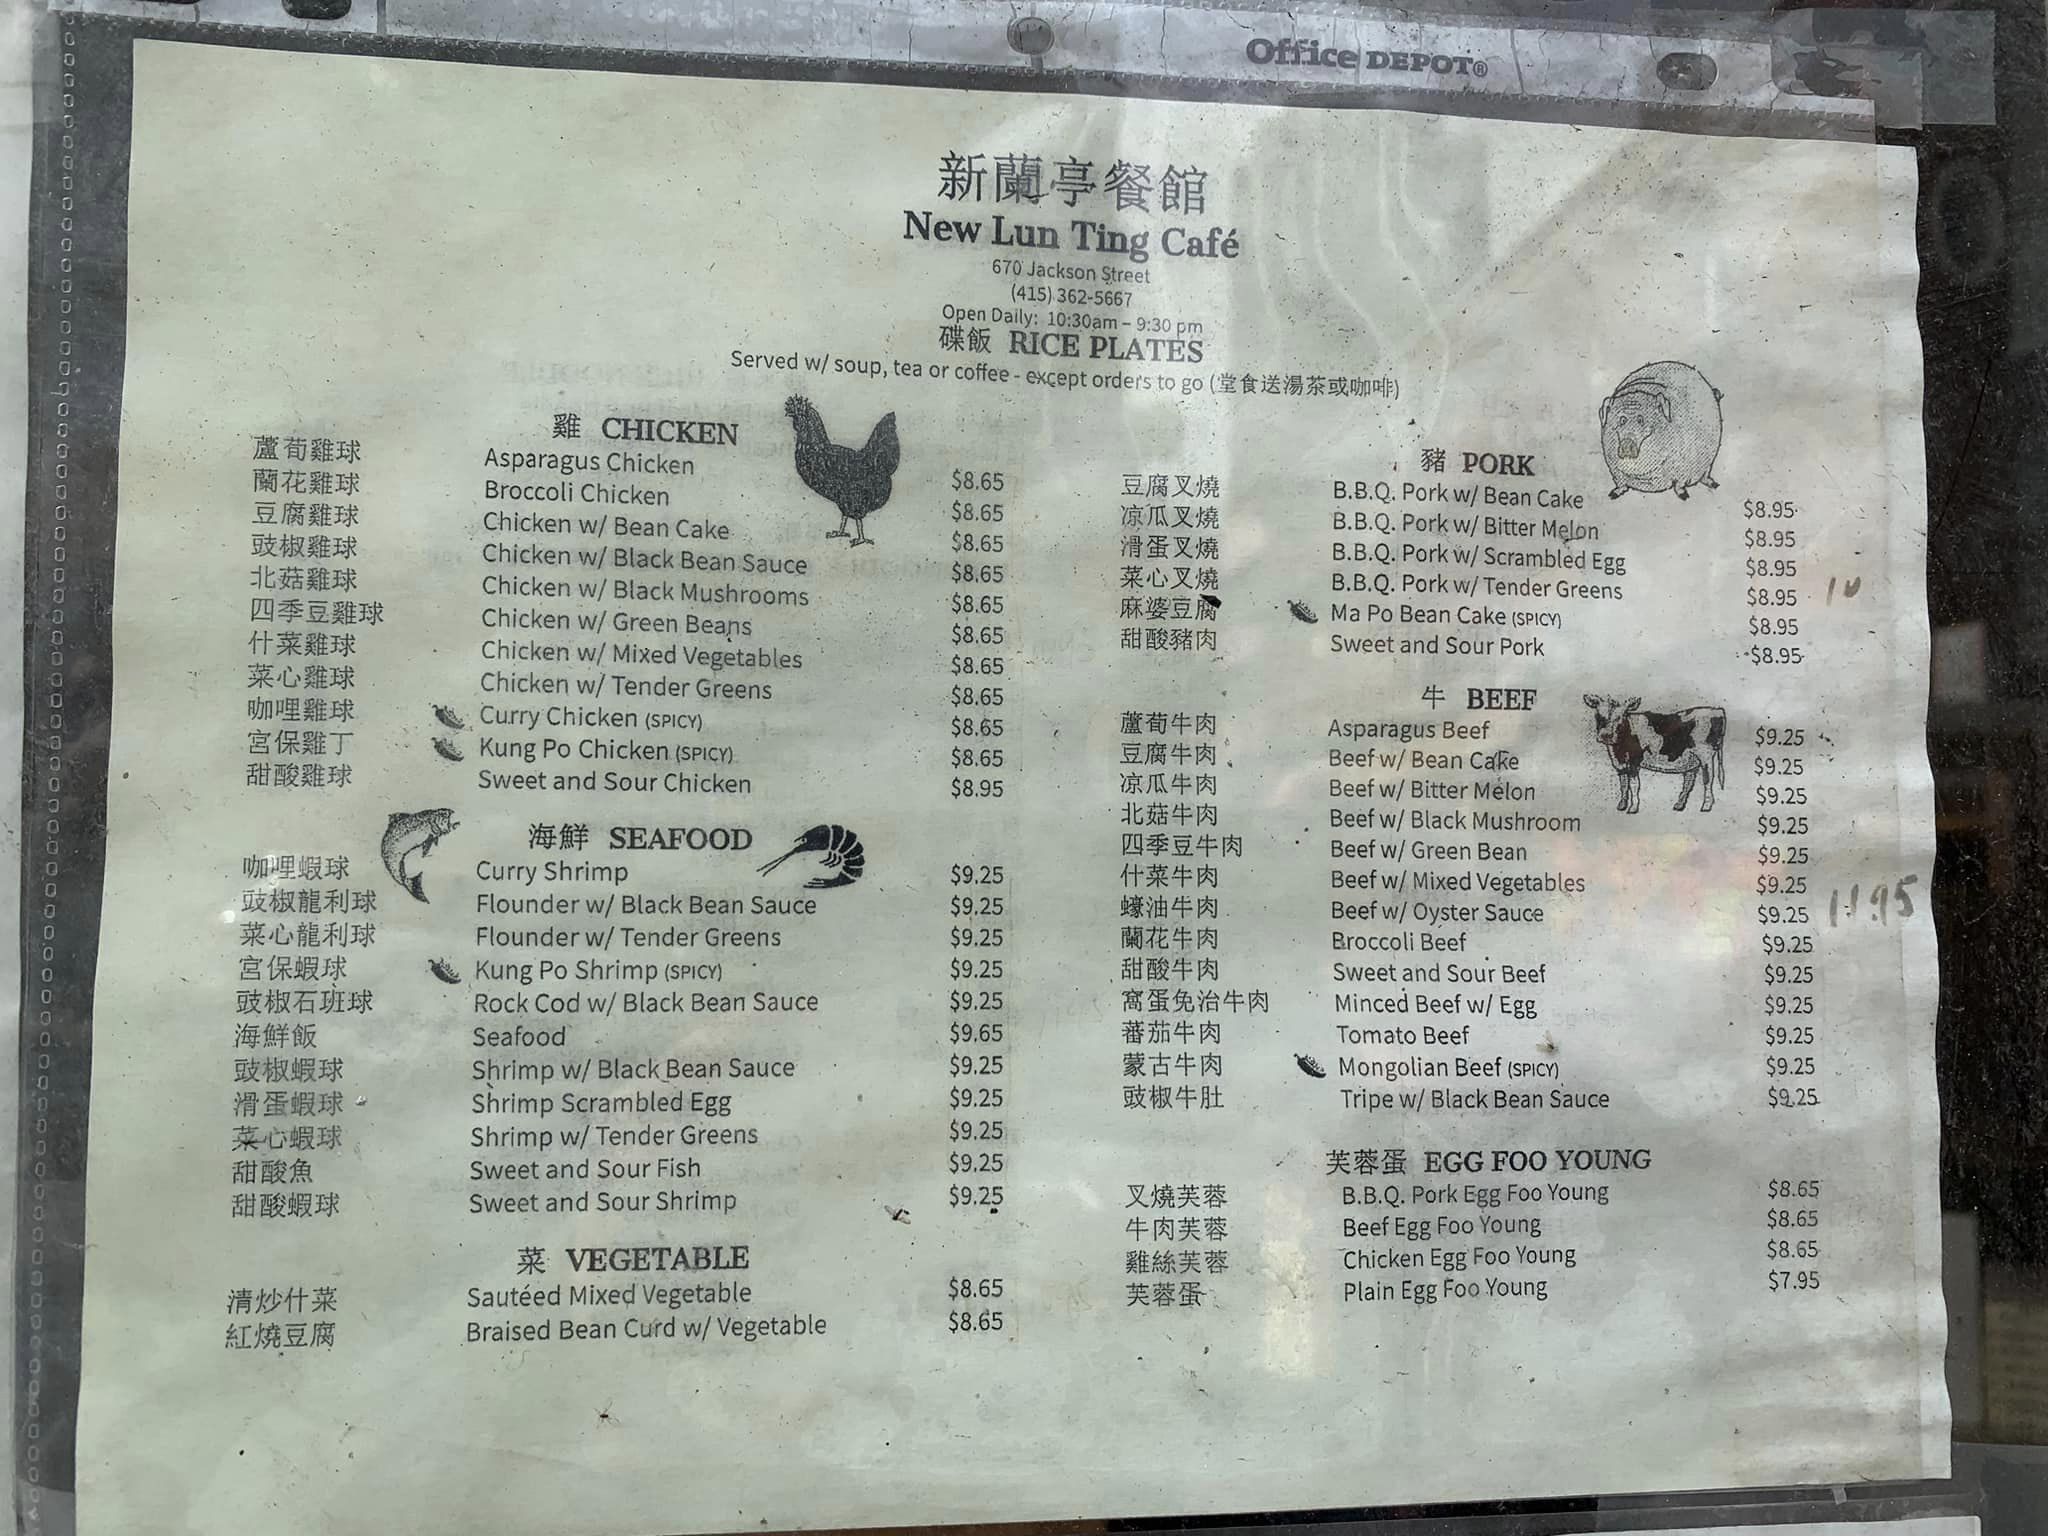 Office DEPOT®
新蘭亭餐館
New Lun Ting Café
670 Jackson Street
(415) 362-5667
Open Daily: 10:30am – 9:30 pm
碟飯 RICE PLATES
Served w/ soup, tea or coffee - except orders to go (堂食送湯茶或咖啡)
雞 CHICKEN
蘆荀雞球 Asparagus Chicken $8.65
蘭花雞球 Broccoli Chicken $8.65
豆腐雞球 Chicken w/ Bean Cake $8.65
豉椒雞球 Chicken w/ Black Bean Sauce $8.65
北菇雞球 Chicken w/ Black Mushrooms $8.65
四季豆雞球 Chicken w/ Green Beans $8.65
什菜雞球 Chicken w/ Mixed Vegetables $8.65
菜心雞球 Chicken w/ Tender Greens $8.65
咖哩雞球 Curry Chicken (SPICY) $8.65
宮保雞丁 Kung Po Chicken (SPICY) $8.65
甜酸雞球 Sweet and Sour Chicken $8.95
海鮮 SEAFOOD
咖哩蝦球 Curry Shrimp $9.25
豉椒龍利球 Flounder w/ Black Bean Sauce $9.25
菜心龍利球 Flounder w/ Tender Greens $9.25
宮保蝦球 Kung Po Shrimp (SPICY) $9.25
豉椒石班球 Rock Cod w/ Black Bean Sauce $9.25
海鮮飯 Seafood $9.65
豉椒蝦球 Shrimp w/ Black Bean Sauce $9.25
滑蛋蝦球 Shrimp Scrambled Egg $9.25
菜心蝦球 Shrimp w/ Tender Greens $9.25
甜酸魚 Sweet and Sour Fish $9.25
甜酸蝦球 Sweet and Sour Shrimp $9.25
菜 VEGETABLE
清炒什菜 Sautéed Mixed Vegetable $8.65
紅燒豆腐 Braised Bean Curd w/ Vegetable $8.65
豬 PORK
豆腐叉燒 B.B.Q. Pork w/ Bean Cake $8.95
凉瓜叉燒 B.B.Q. Pork w/ Bitter Melon $8.95
滑蛋叉燒 B.B.Q. Pork w/ Scrambled Egg $8.95
菜心叉燒 B.B.Q. Pork w/ Tender Greens $8.95 10
麻婆豆腐 Ma Po Bean Cake (SPICY) $8.95
甜酸豬肉 Sweet and Sour Pork $8.95
牛 BEEF
蘆荀牛肉 Asparagus Beef $9.25
豆腐牛肉 Beef w/ Bean Cake $9.25
凉瓜牛肉 Beef w/ Bitter Melon $9.25
北菇牛肉 Beef w/ Black Mushroom $9.25
四季豆牛肉 Beef w/ Green Bean $9.25
什菜牛肉 Beef w/ Mixed Vegetables $9.25
蠔油牛肉 Beef w/ Oyster Sauce $9.25 11.95
蘭花牛肉 Broccoli Beef $9.25
甜酸牛肉 Sweet and Sour Beef $9.25
窩蛋免治牛肉 Minced Beef w/ Egg $9.25
蕃茄牛肉 Tomato Beef $9.25
蒙古牛肉 Mongolian Beef (SPICY) $9.25
豉椒牛肚 Tripe w/ Black Bean Sauce $9.25
芙蓉蛋 EGG FOO YOUNG
叉燒芙蓉 B.B.Q. Pork Egg Foo Young $8.65
牛肉芙蓉 Beef Egg Foo Young $8.65
雞絲芙蓉 Chicken Egg Foo Young $8.65
芙蓉蛋 Plain Egg Foo Young $7.95